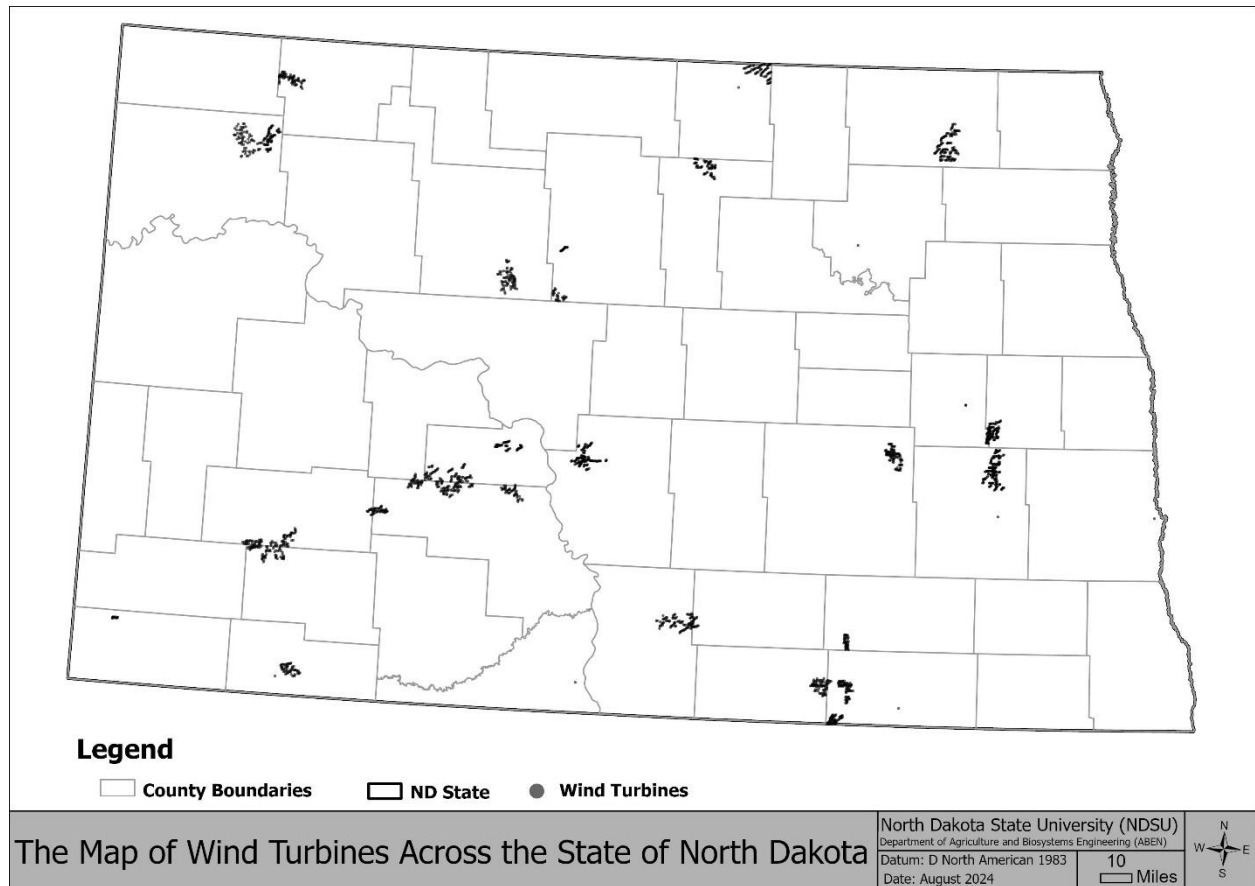 Legend
County Boundaries
ND State
Wind Turbines
The Map of Wind Turbines Across the State of North Dakota
North Dakota State University (NDSU)
Department of Agriculture and Biosystems Engineering (ABEN)
Datum: D North American 1983
Date: August 2024
10
Miles
N
W E
S